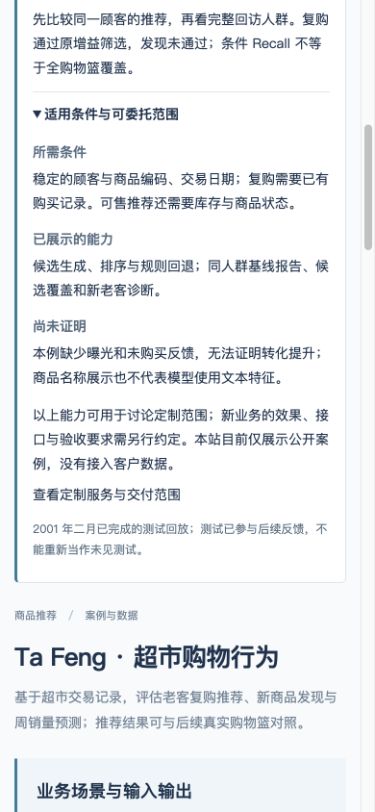 先比较同一顾客的推荐，再看完整回访人群。复购
通过原增益筛选，发现未通过；条件 Recall 不等
于全购物篮覆盖。
▼适用条件与可委托范围
所需条件
稳定的顾客与商品编码、交易日期；复购需要已有
购买记录。可售推荐还需要库存与商品状态。
已展示的能力
候选生成、排序与规则回退；同人群基线报告、候
选覆盖和新老客诊断。
尚未证明
本例缺少曝光和未购买反馈，无法证明转化提升；
商品名称展示也不代表模型使用文本特征。
以上能力可用于讨论定制范围；新业务的效果、接
口与验收要求需另行约定。本站目前仅展示公开案
例，没有接入客户数据。
查看定制服务与交付范围
2001 年二月已完成的测试回放；测试已参与后续反馈，不
能重新当作未见测试。
商品推荐 / 案例与数据
Ta Feng · 超市购物行为
基于超市交易记录，评估老客复购推荐、新商品发现与
周销量预测；推荐结果可与后续真实购物篮对照。
业务场景与输入输出